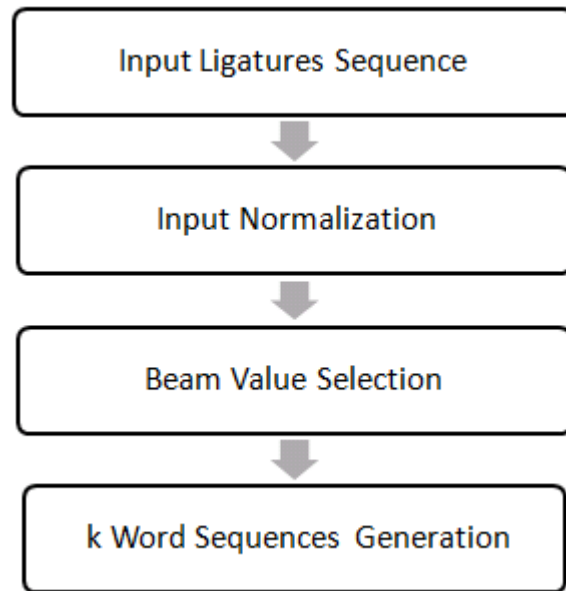 Input Ligatures Sequence
Input Normalization
Beam Value Selection
k Word Sequences Generation